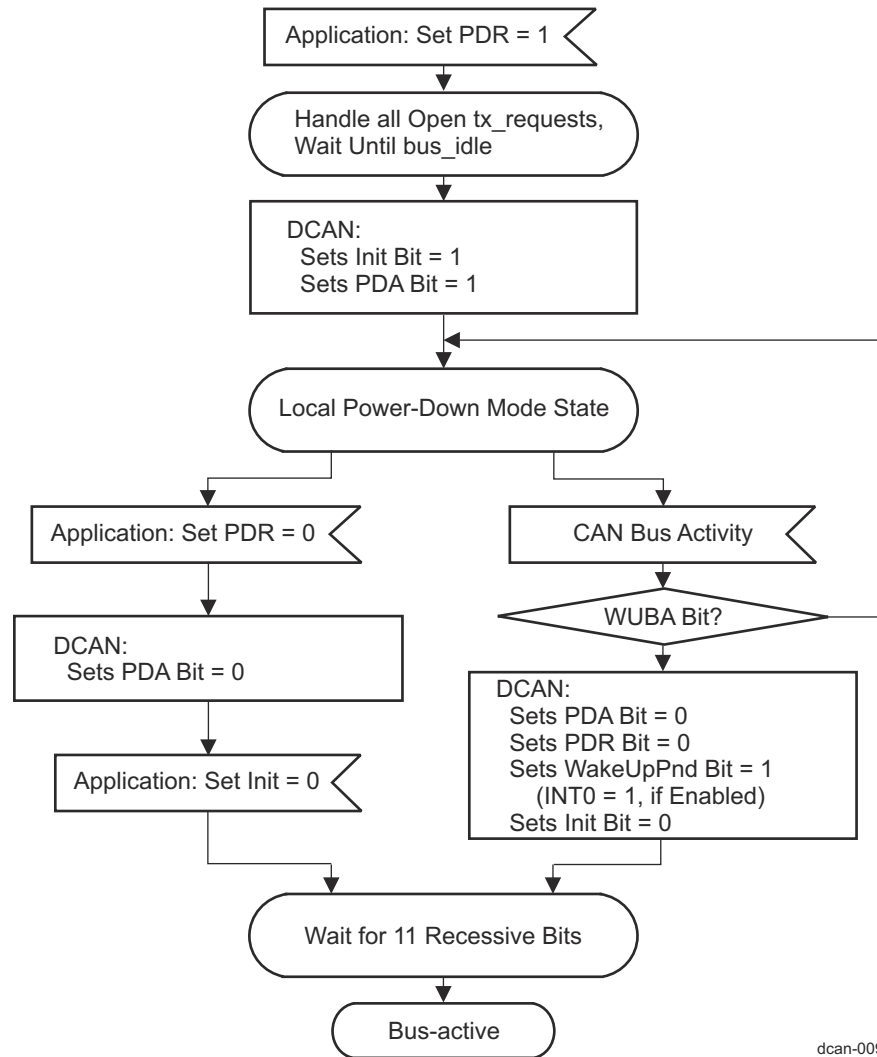 Application: Set PDR = 1
Handle all Open tx_requests,
Wait Until bus_idle
DCAN:
Sets Init Bit = 1
Sets PDA Bit = 1
Local Power-Down Mode State
Application: Set PDR = 0
CAN Bus Activity
WUBA Bit?
DCAN:
Sets PDA Bit = 0
DCAN:
Sets PDA Bit = 0
Sets PDR Bit = 0
Sets WakeUpPnd Bit = 1
(INT0 = 1, if Enabled)
Sets Init Bit = 0
Application: Set Init = 0
Wait for 11 Recessive Bits
Bus-active
dcan-009